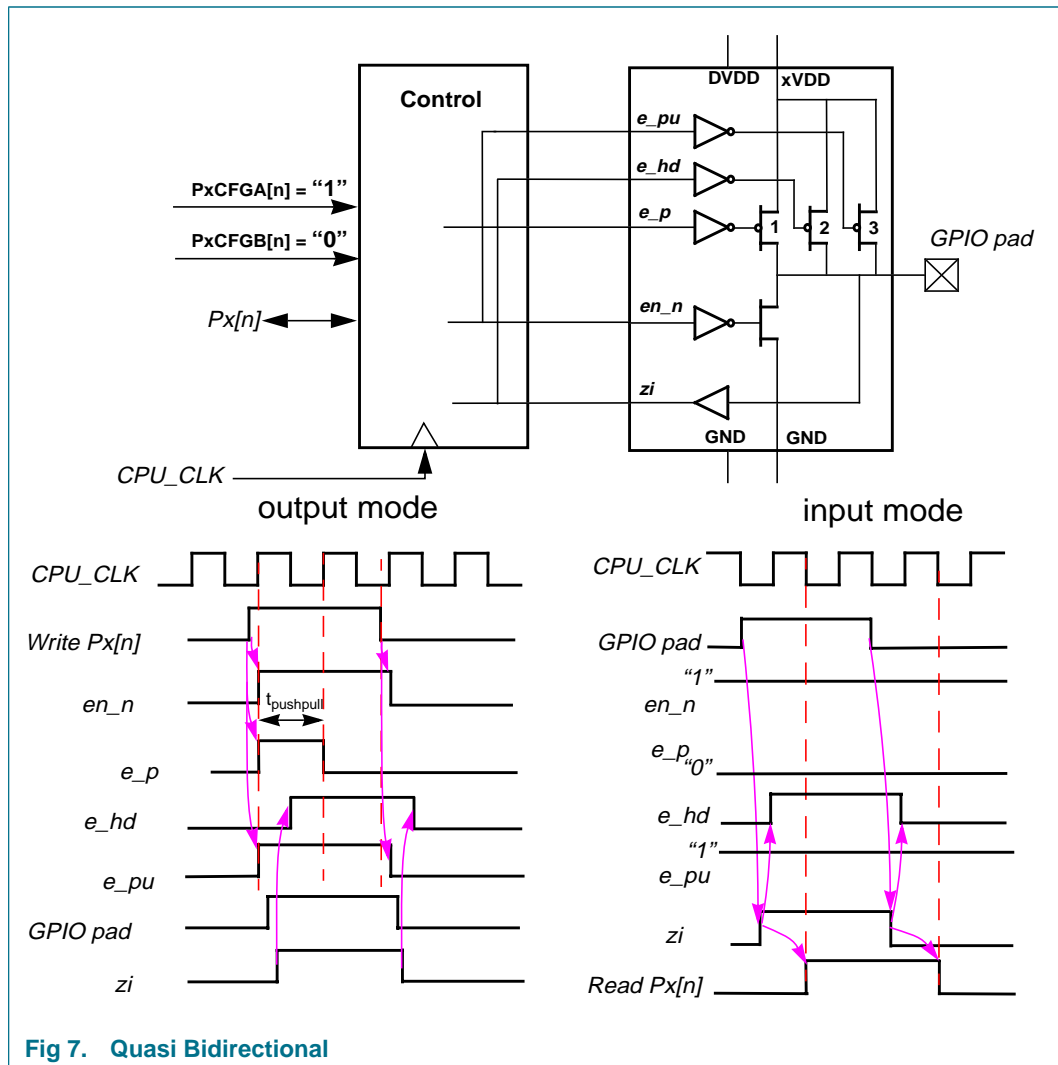 DVDD xVDD
Control
e_pu
e_hd
PxCFGA[n] = “1”
e_p
1 2 3
PxCFGB[n] = “0”
GPIO pad
Px[n]
en_n
zi
GND GND
CPU_CLK
output mode
CPU_CLK
Write Px[n]
en_n
tpushpull
e_p
e_hd
e_pu
GPIO pad
zi
input mode
CPU_CLK
GPIO pad
“1”
en_n
e_p “0”
e_hd
“1”
e_pu
zi
Read Px[n]
Fig 7. Quasi Bidirectional